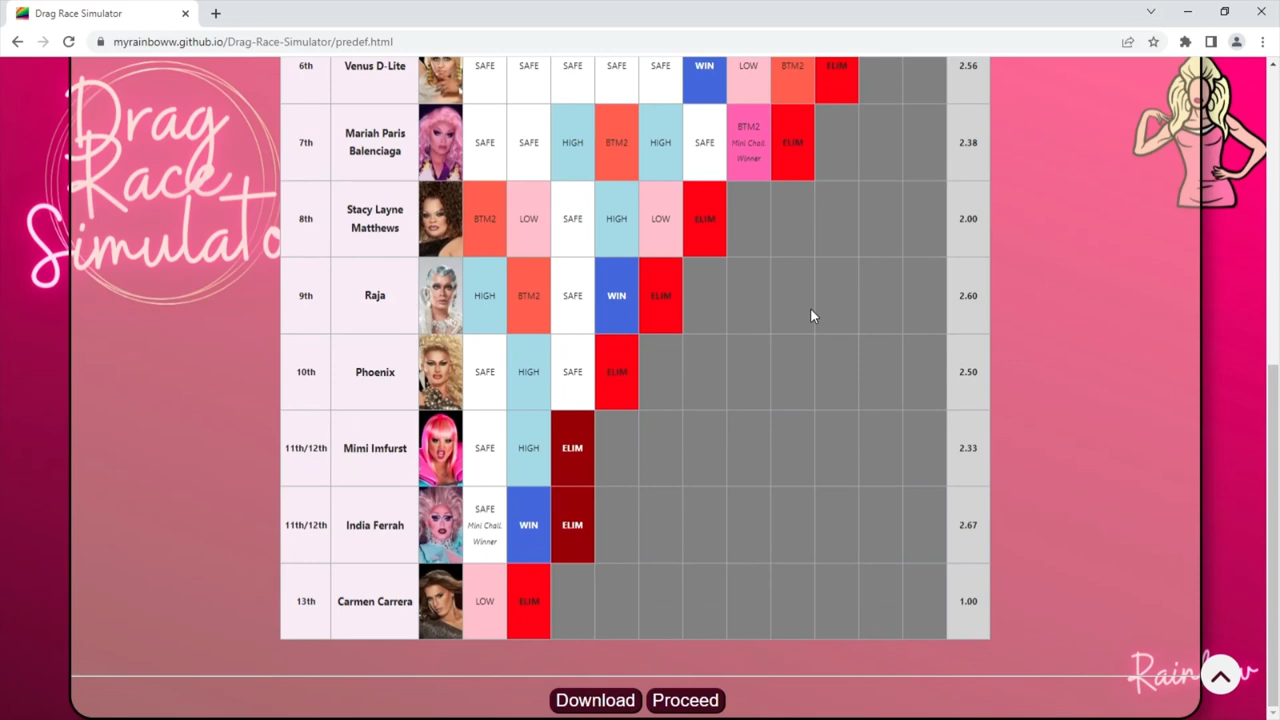 Drag Race Simulator
myrainboww.github.io/Drag-Race-Simulator/predef.html
Drag
Race
Simulato
6th Venus D-Lite SAFE SAFE SAFE SAFE SAFE WIN LOW BTM2 ELIM 2.56
7th Mariah Paris Balenciaga SAFE SAFE HIGH BTM2 HIGH SAFE BTM2 Mini Chall. Winner ELIM 2.38
8th Stacy Layne Matthews BTM2 LOW SAFE HIGH LOW ELIM 2.00
9th Raja HIGH BTM2 SAFE WIN ELIM 2.60
10th Phoenix SAFE HIGH SAFE ELIM 2.50
11th/12th Mimi Imfurst SAFE HIGH ELIM 2.33
11th/12th India Ferrah SAFE Mini Chall. Winner WIN ELIM 2.67
13th Carmen Carrera LOW ELIM 1.00
Download Proceed